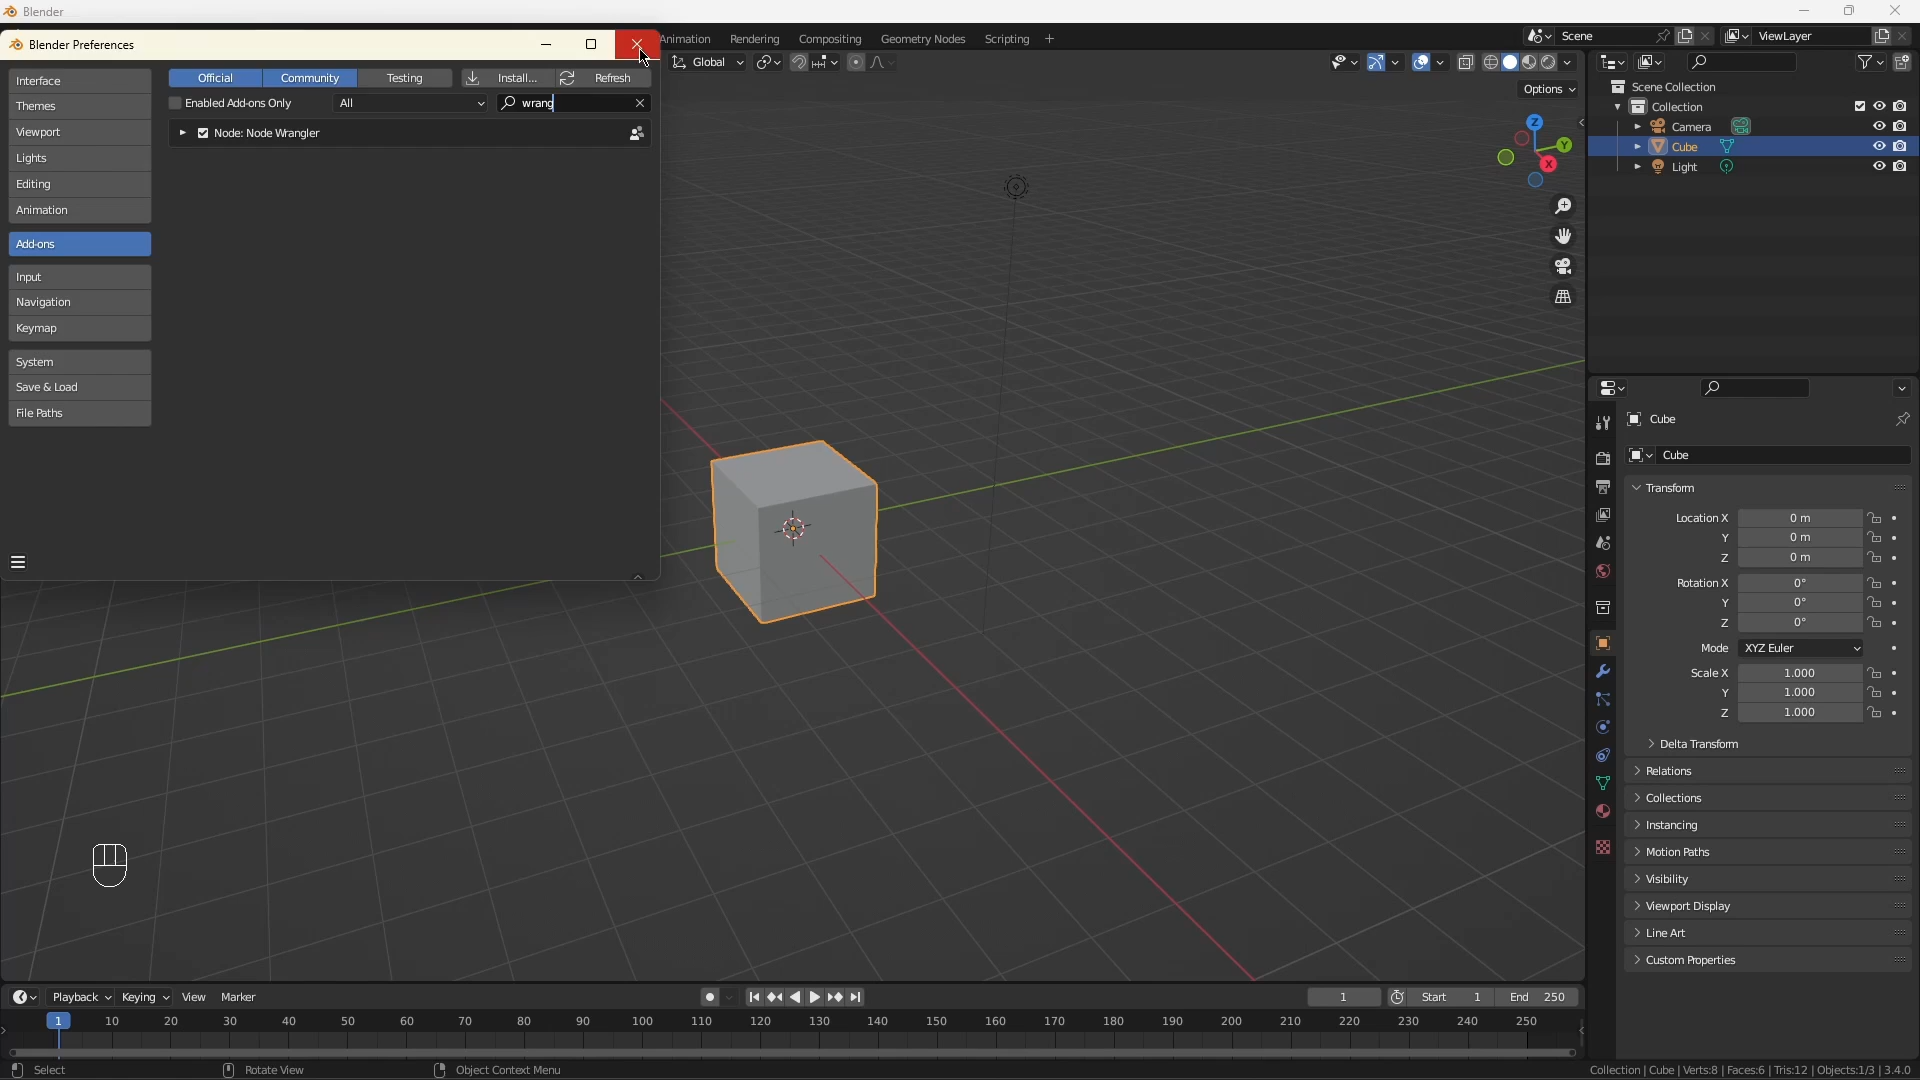 Blender
Blender Preferences
Animation Rendering Compositing Geometry Nodes Scripting +
Scene
ViewLayer
Interface
Themes
Viewport
Lights
Editing
Animation
Add-ons
Input
Navigation
Keymap
System
Save & Load
File Paths
Official Community Testing Install... Refresh
Enabled Add-ons Only All wrang
Node: Node Wrangler
Global
Options
Z
Y
X
Scene Collection
Collection
Camera
Cube
Light
Cube
Cube
Transform
Location X 0 m
Y 0 m
Z 0 m
Rotation X 0°
Y 0°
Z 0°
Mode XYZ Euler
Scale X 1.000
Y 1.000
Z 1.000
Delta Transform
Relations
Collections
Instancing
Motion Paths
Visibility
Viewport Display
Line Art
Custom Properties
Playback Keying View Marker
1 Start 1 End 250
1 10 20 30 40 50 60 70 80 90 100 110 120 130 140 150 160 170 180 190 200 210 220 230 240 250
Select Rotate View Object Context Menu
Collection | Cube | Verts:8 | Faces:6 | Tris:12 | Objects:1/3 | 3.4.0